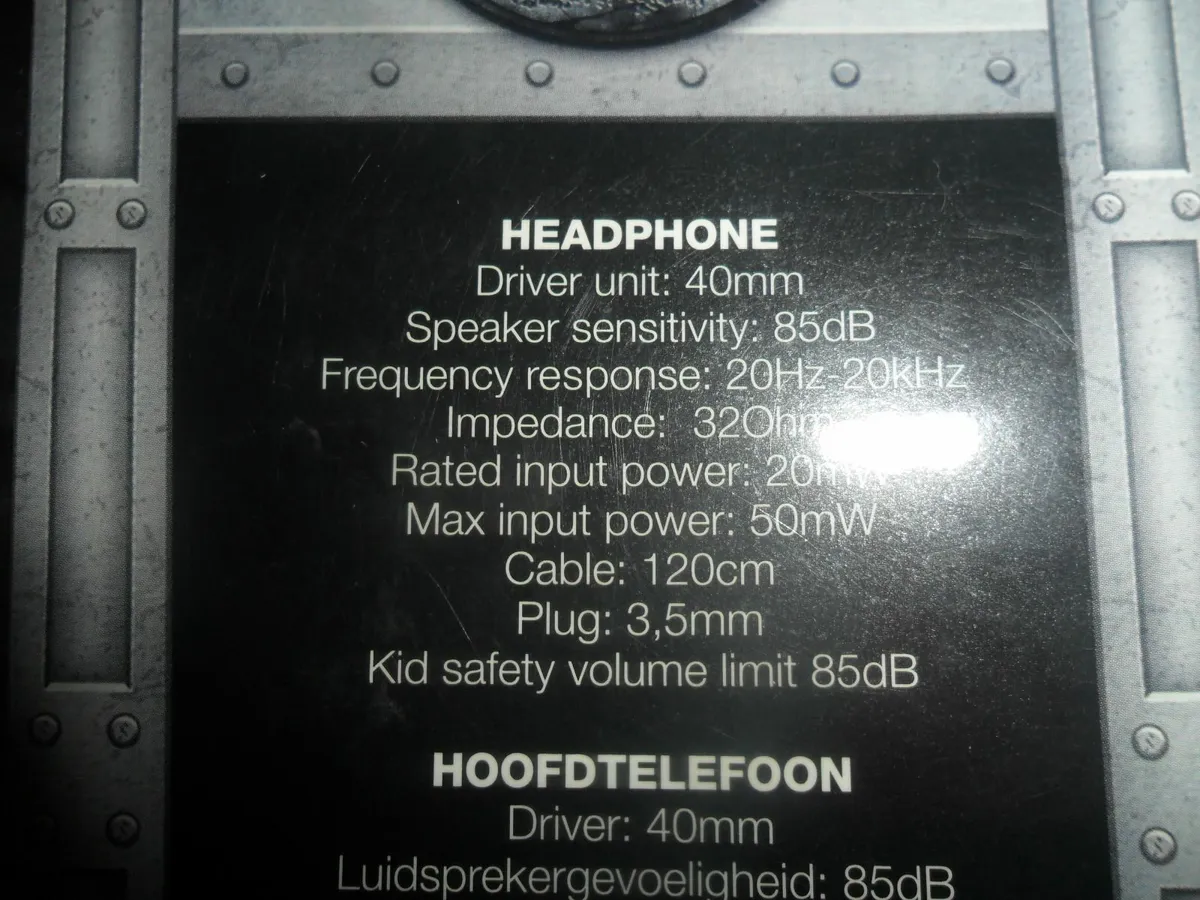 HEADPHONE
Driver unit: 40mm
Speaker sensitivity: 85dB
Frequency response: 20Hz-20kHz
Impedance: 32Ohm
Rated input power: 20mW
Max input power: 50mW
Cable: 120cm
Plug: 3,5mm
Kid safety volume limit 85dB
HOOFDTELEFOON
Driver: 40mm
Luidsprekergevoeligheid: 85dB